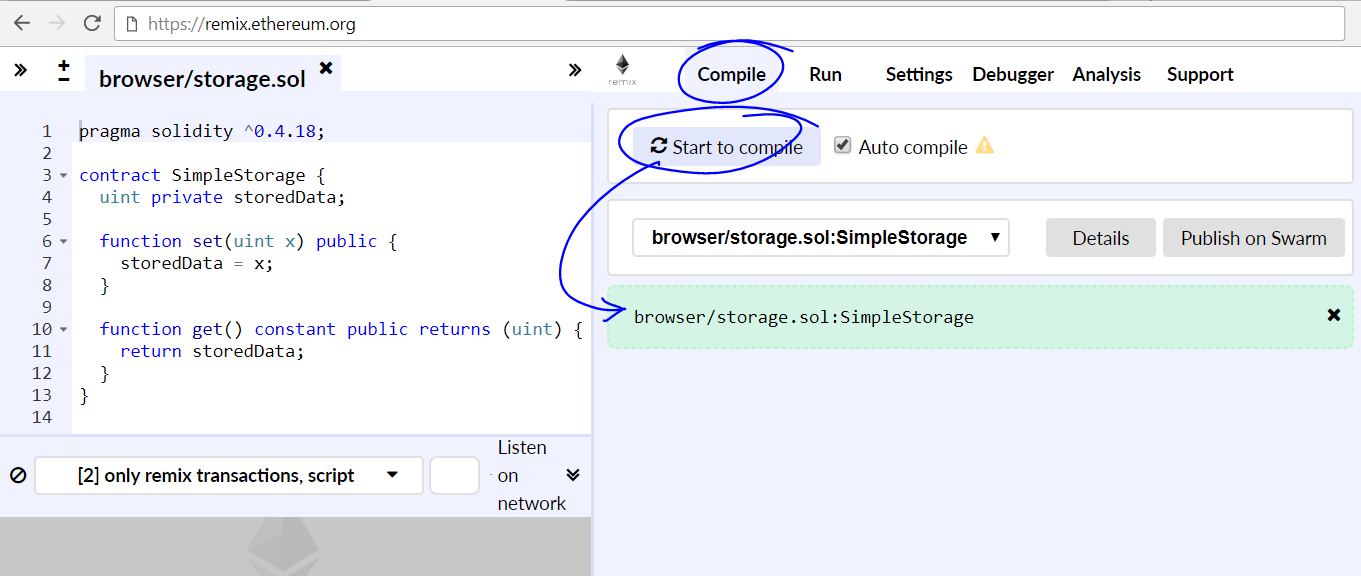 https://remix.ethereum.org
browser/storage.sol
remix
Compile Run Settings Debugger Analysis Support
1 pragma solidity ^0.4.18;
2
3 contract SimpleStorage {
4   uint private storedData;
5
6   function set(uint x) public {
7     storedData = x;
8   }
9
10   function get() constant public returns (uint) {
11     return storedData;
12   }
13 }
14
Start to compile Auto compile
browser/storage.sol:SimpleStorage Details Publish on Swarm
browser/storage.sol:SimpleStorage
[2] only remix transactions, script
Listen
on
network